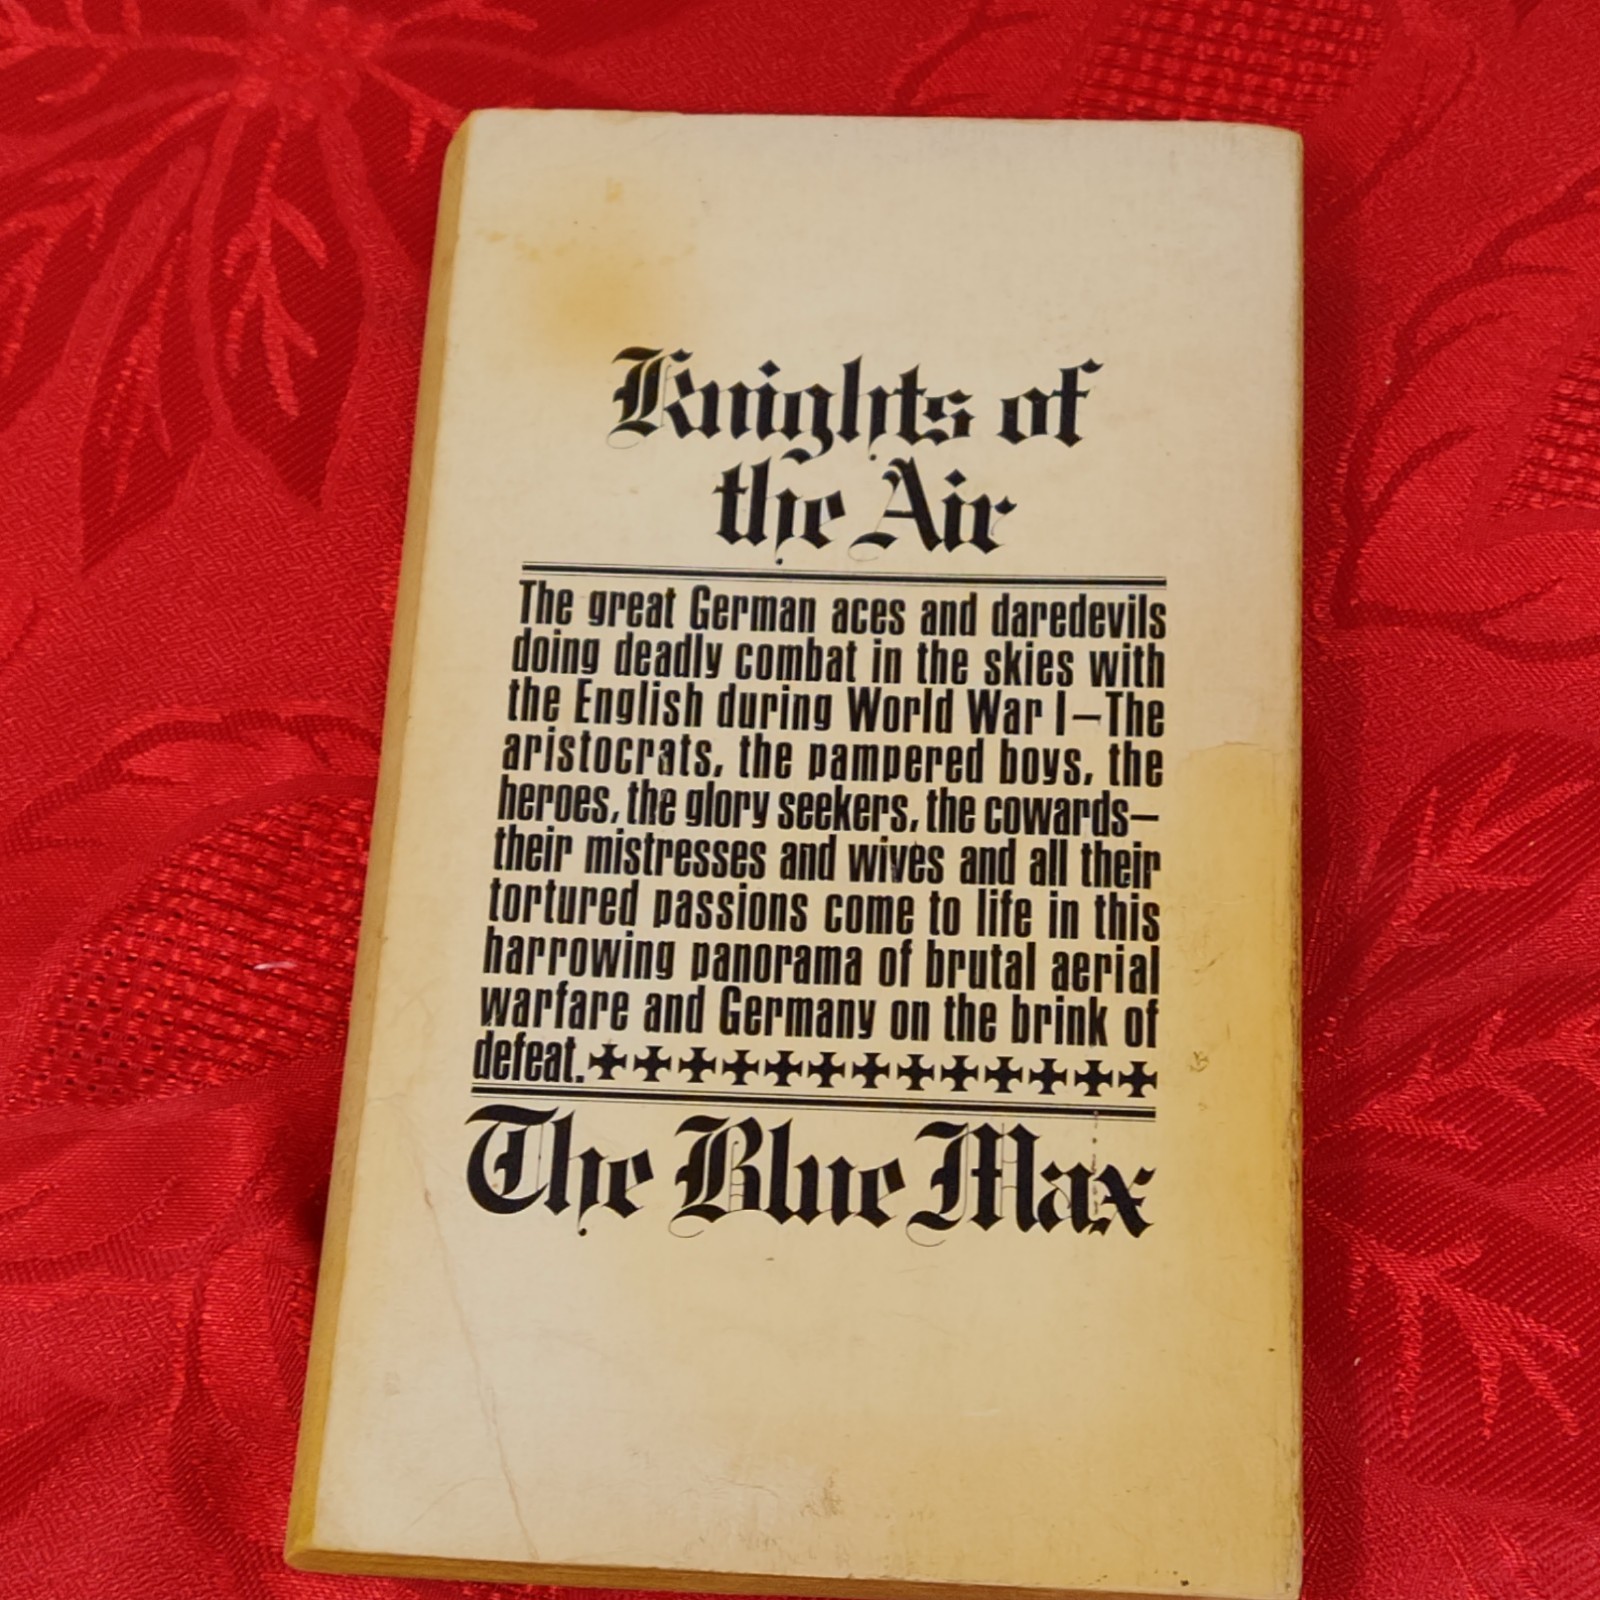 Knights of
the Air
The great German aces and daredevils
doing deadly combat in the skies with
the English during World War I—The
aristocrats, the pampered boys, the
heroes, the glory seekers, the cowards—
their mistresses and wives and all their
tortured passions come to life in this
harrowing panorama of brutal aerial
warfare and Germany on the brink of
defeat.
The Blue Max